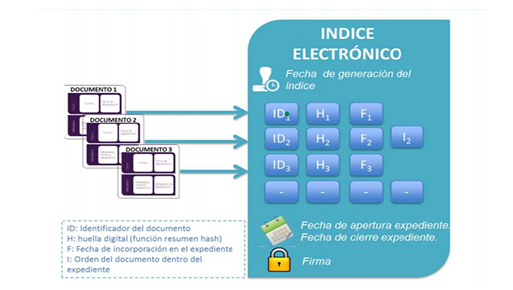 INDICE
ELECTRÓNICO
Fecha de generación del
índice
DOCUMENTO 1
DOCUMENTO 2
DOCUMENTO 3
ID1 H1 F1
ID2 H2 F2 I2
ID3 H3 F3
- - - -
Fecha de apertura expediente.
Fecha de cierre expediente.
Firma
ID: Identificador del documento
H: huella digital (función resumen hash)
F: Fecha de incorporación en el expediente
I: Orden del documento dentro del
expediente